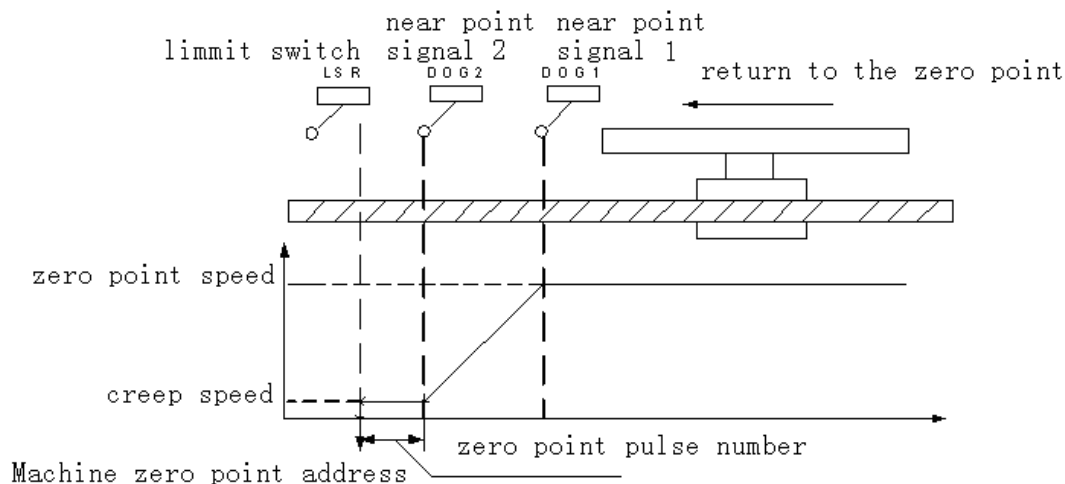 near point near point
limmit switch signal 2 signal 1
LSR DOG2 DOG1
return to the zero point
zero point speed
creep speed
zero point pulse number
Machine zero point address